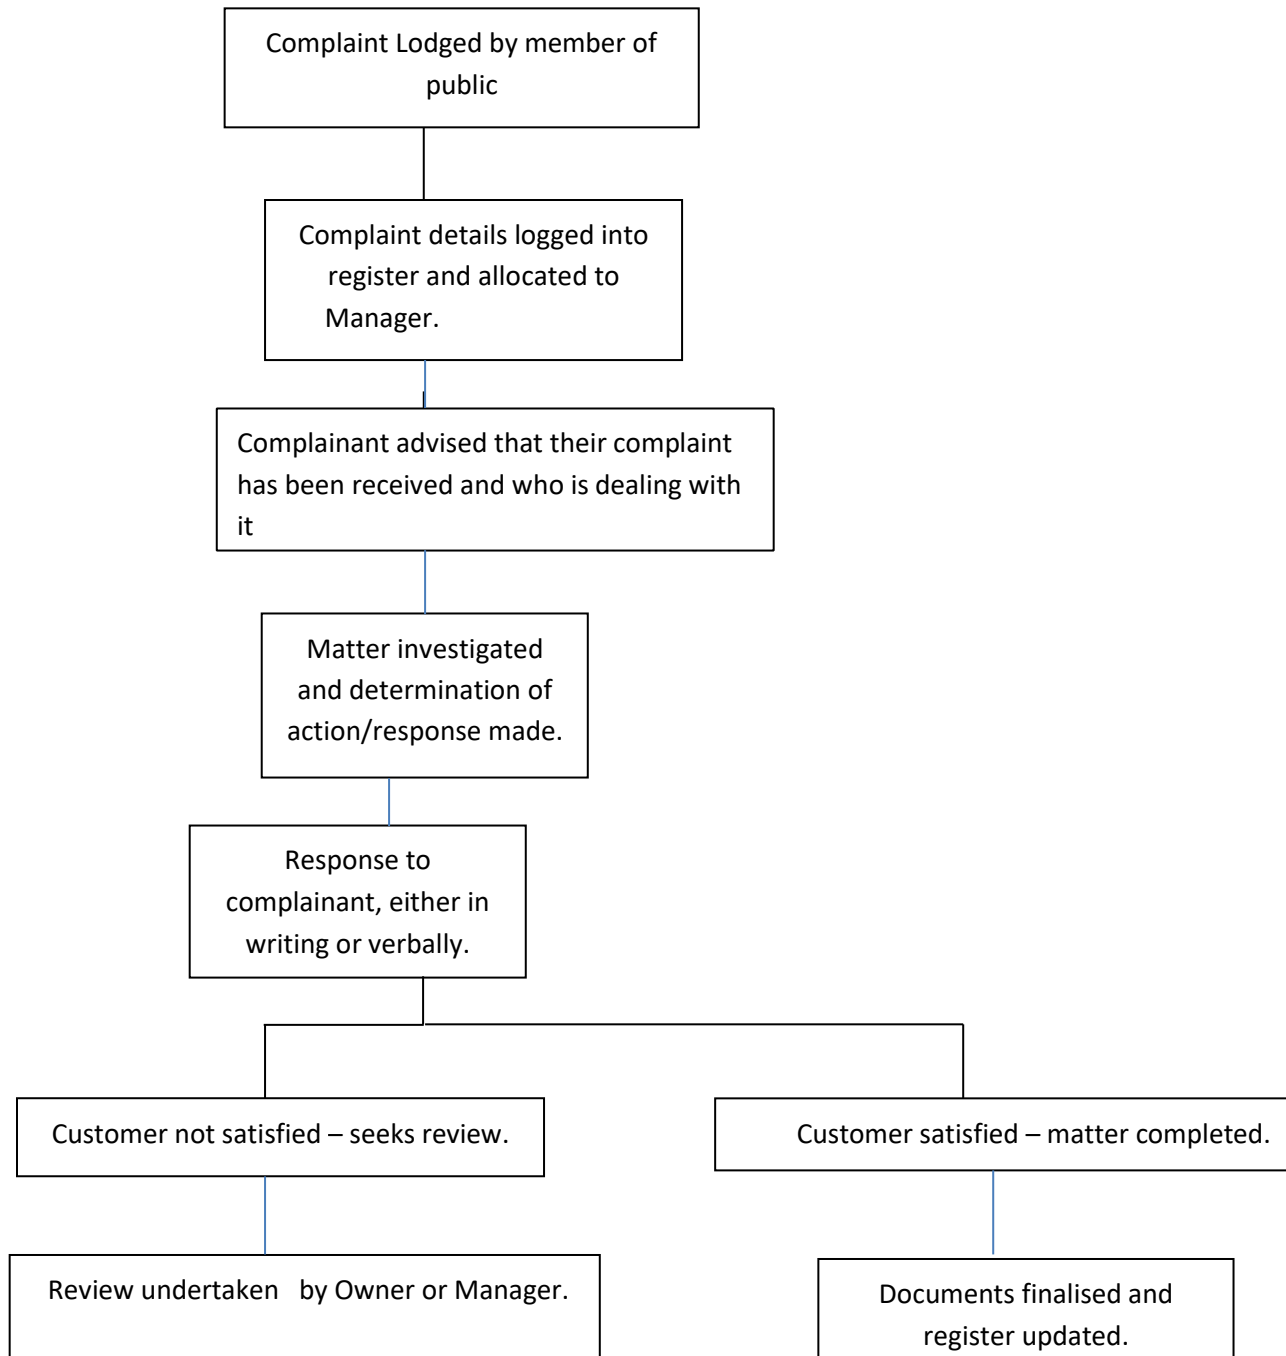 Complaint Lodged by member of
public
Complaint details logged into
register and allocated to
Manager.
Complainant advised that their complaint
has been received and who is dealing with
it
Matter investigated
and determination of
action/response made.
Response to
complainant, either in
writing or verbally.
Customer not satisfied – seeks review.
Customer satisfied – matter completed.
Review undertaken   by Owner or Manager.
Documents finalised and
register updated.